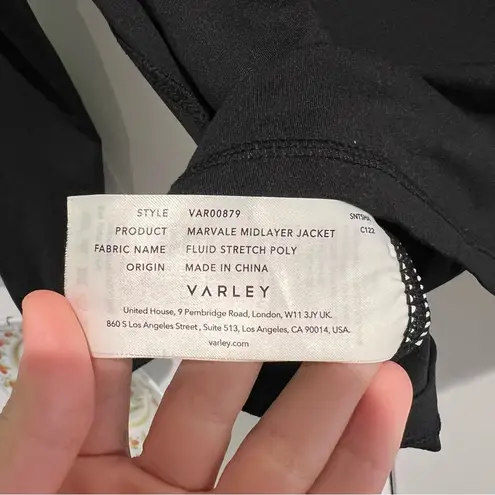 STYLE VAR00879
PRODUCT MARVALE MIDLAYER JACKET
FABRIC NAME FLUID STRETCH POLY
ORIGIN MADE IN CHINA
C122
VARLEY
United House, 9 Pembridge Road, London, W11 3JY UK.
860 S Los Angeles Street, Suite 513, Los Angeles, CA 90014, USA.
varley.com